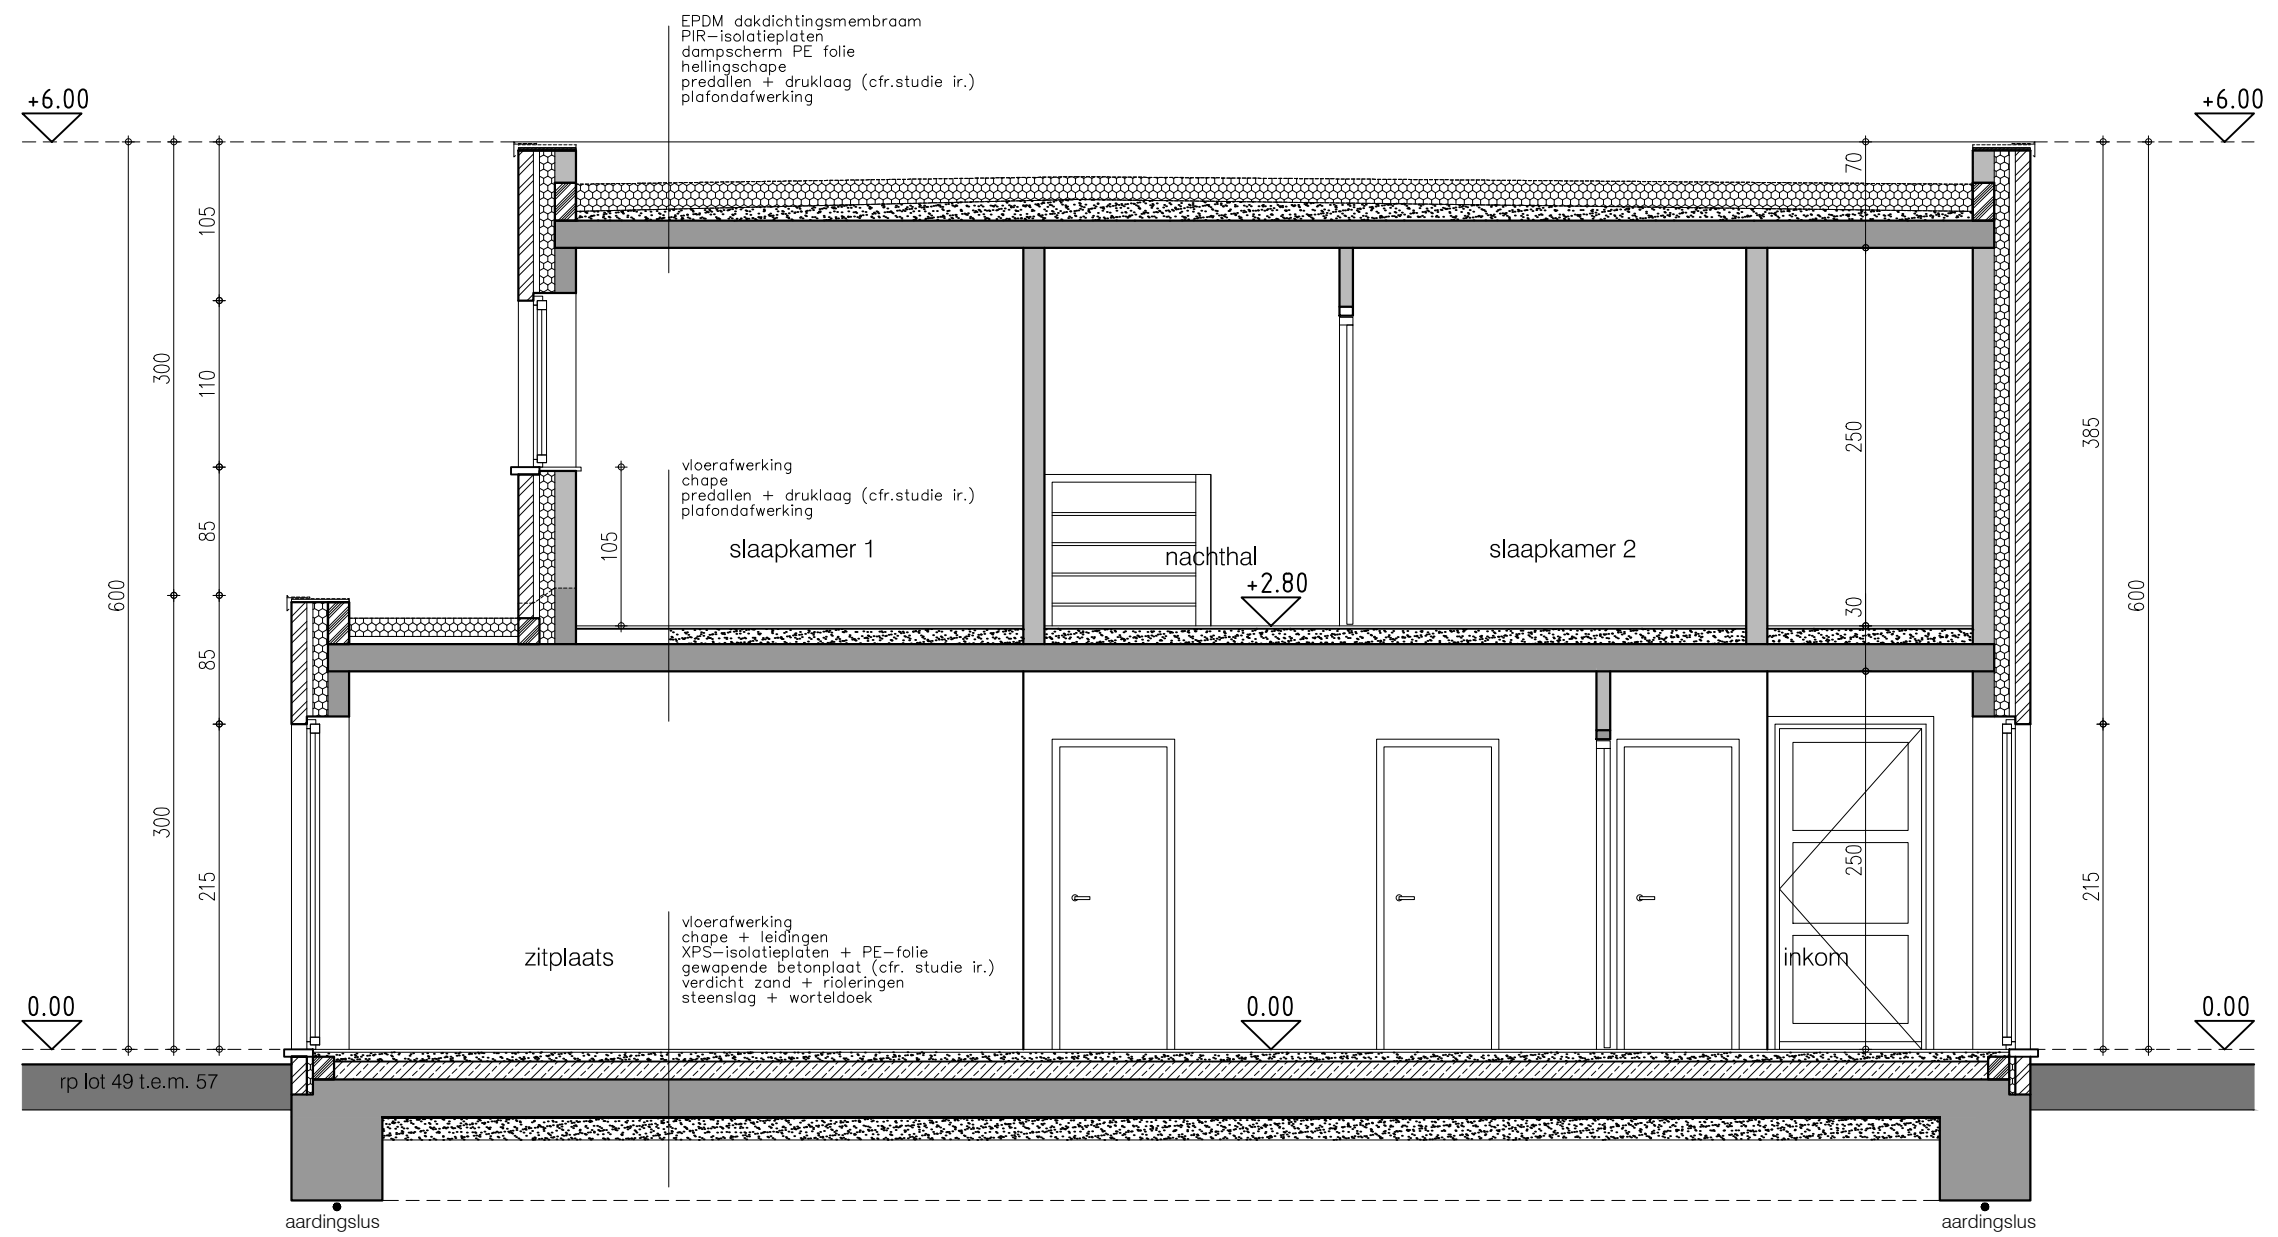 EPDM dakdichtingsmembraam
PIR-isolatieplaten
dampscherm PE folie
hellingschape
predallen + druklaag (cfr.studie ir.)
plafondafwerking
+6.00
+6.00
70
105
300
110
250
385
vloerafwerking
chape
predallen + druklaag (cfr.studie ir.)
plafondafwerking
85
105
slaapkamer 1
nachthal
slaapkamer 2
+2.80
600
30
600
85
300
215
250
215
vloerafwerking
chape + leidingen
XPS-isolatieplaten + PE-folie
gewapende betonplaat (cfr. studie ir.)
verdicht zand + rioleringen
steenslag + worteldoek
zitplaats
inkom
0.00
0.00
0.00
rp lot 49 t.e.m. 57
aardingslus
aardingslus